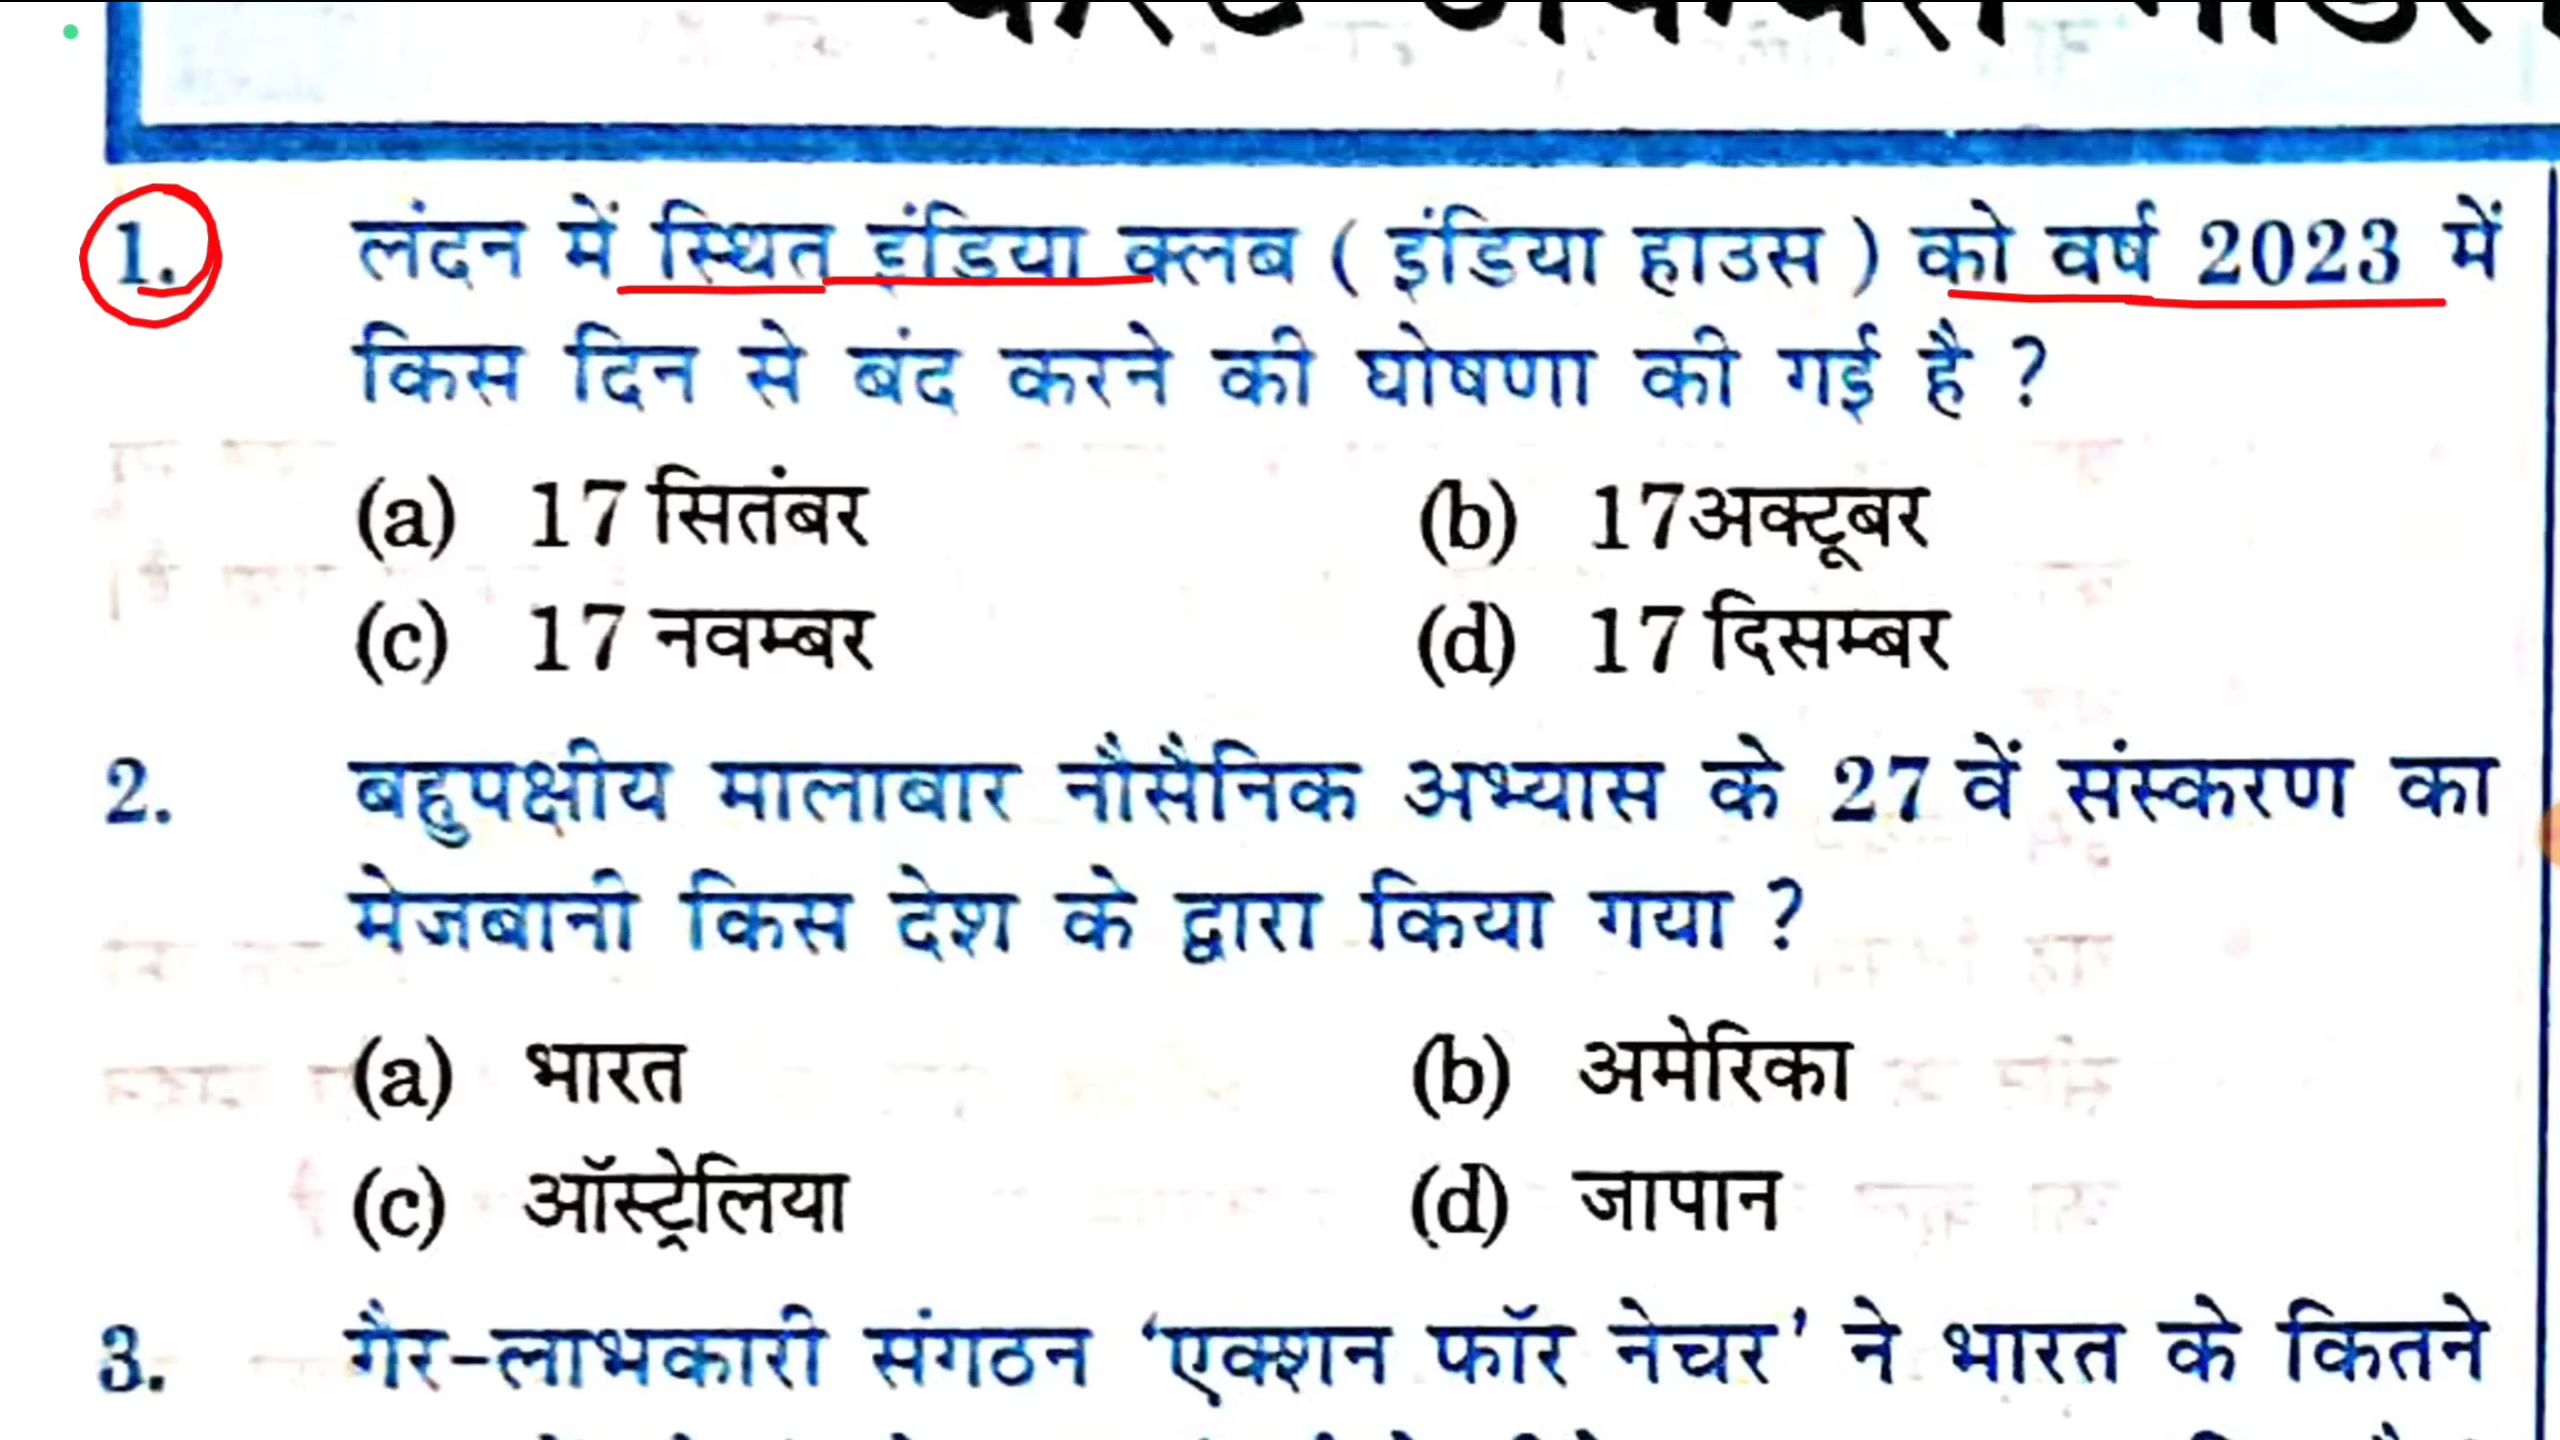 1. लंदन में स्थित इंडिया क्लब ( इंडिया हाउस ) को वर्ष 2023 में
किस दिन से बंद करने की घोषणा की गई है ?
(a) 17 सितंबर (b) 17अक्टूबर
(c) 17 नवम्बर (d) 17 दिसम्बर
2. बहुपक्षीय मालाबार नौसैनिक अभ्यास के 27 वें संस्करण का
मेजबानी किस देश के द्वारा किया गया ?
(a) भारत (b) अमेरिका
(c) ऑस्ट्रेलिया (d) जापान
3. गैर-लाभकारी संगठन ‘एक्शन फॉर नेचर’ ने भारत के कितने